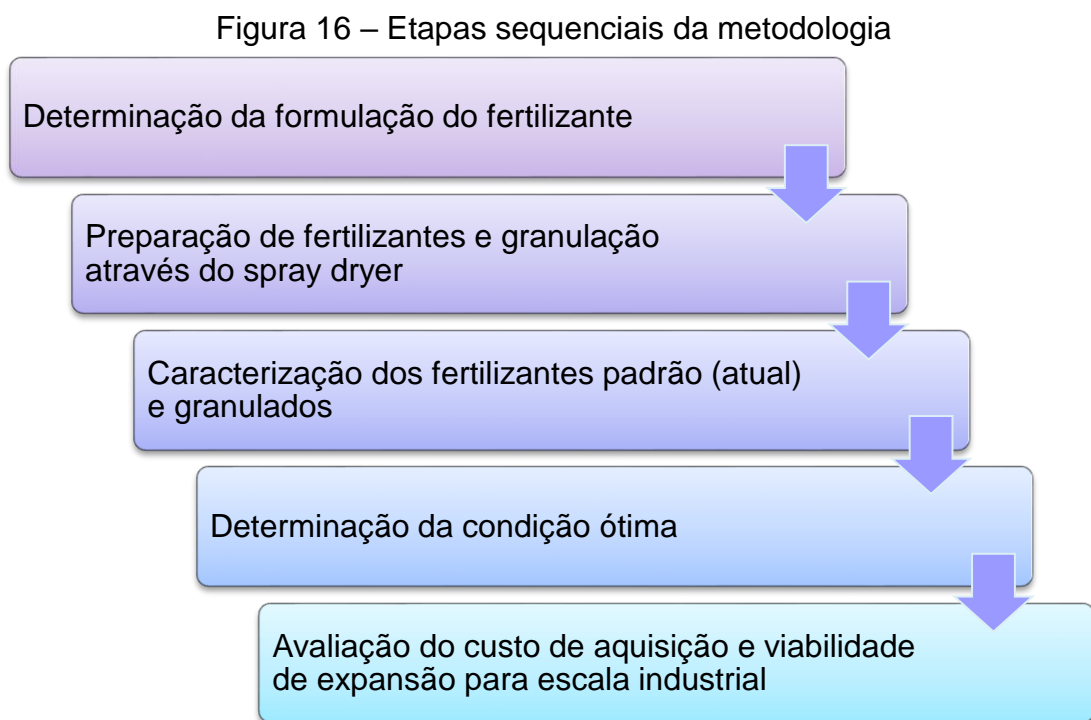 Figura 16 – Etapas sequenciais da metodologia
Determinação da formulação do fertilizante
Preparação de fertilizantes e granulação
através do spray dryer
Caracterização dos fertilizantes padrão (atual)
e granulados
Determinação da condição ótima
Avaliação do custo de aquisição e viabilidade
de expansão para escala industrial